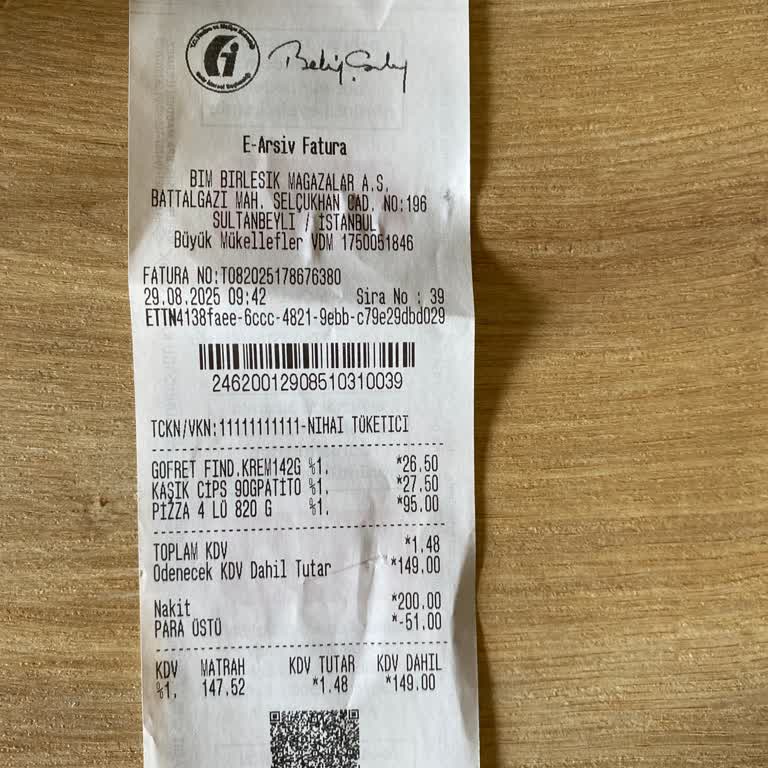 E-Arsiv Fatura
BIM BIRLESIK MAGAZALAR A.S.
BATTALGAZI MAH. SELÇUKHAN CAD. NO:196
SULTANBEYLİ / İSTANBUL
Büyük Mükellefler VDM 1750051846
FATURA NO:T082025178676380
29.08.2025 09:42 Sira No : 39
ETTN4138faee-6ccc-4821-9ebb-c79e29dbd029
24620012908510310039
TCKN/VKN:11111111111-NIHAI TÜKETICI
GOFRET FIND.KREM142G %1. *26.50
KAŞIK CİPS 90GPATİTO %1. *27.50
PİZZA 4 LÜ 820 G %1. *95.00
TOPLAM KDV *1.48
Odenecek KDV Dahil Tutar *149.00
Nakit *200.00
PARA ÜSTÜ *-51.00
KDV MATRAH KDV TUTAR KDV DAHIL
%1. 147.52 *1.48 *149.00